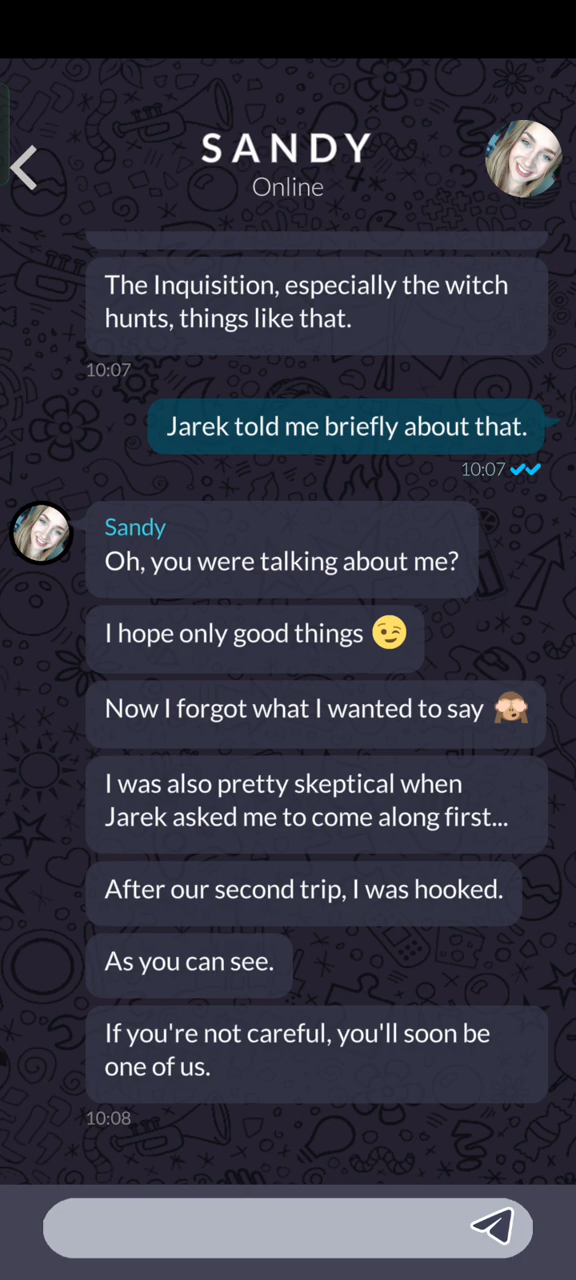 SANDY
Online
The Inquisition, especially the witch
hunts, things like that.
10:07
Jarek told me briefly about that.
10:07
Sandy
Oh, you were talking about me?
I hope only good things 😉
Now I forgot what I wanted to say 🙈
I was also pretty skeptical when
Jarek asked me to come along first...
After our second trip, I was hooked.
As you can see.
If you're not careful, you'll soon be
one of us.
10:08